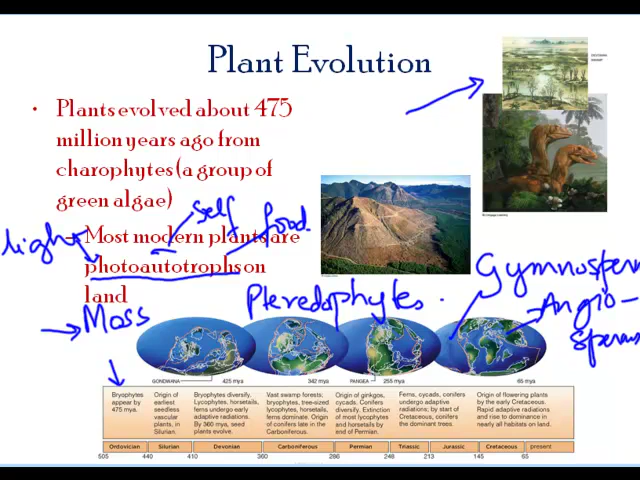 Plant Evolution
• Plants evolved about 475
million years ago from
charophytes (a group of
green algae)
self
food
light
Most modern plants are
photoautotrophs on
land
Gymnosperm
Angio-
sperms
Pteredophytes.
Moss
GONDWANA
425 mya
342 mya
PANGEA
255 mya
65 mya
Bryophytes
appear by
475 mya.
Origin of
earliest
seedless
vascular
plants, in
Silurian.
Bryophytes diversify.
Lycophytes, horsetails,
ferns undergo early
adaptive radiations.
By 360 mya, seed
plants evolve.
Vast swamp forests;
bryophytes, tree-sized
lycophytes, horsetails,
ferns dominate. Origin
of conifers late in the
Carboniferous.
Origin of ginkgos,
cycads. Conifers
diversify. Extinction
of most lycophytes
and horsetails by
end of Permian.
Ferns, cycads, conifers
undergo adaptive
radiations; by start of
Cretaceous, conifers
the dominant trees.
Origin of flowering plants
by the early Cretaceous.
Rapid adaptive radiations
and rise to dominance in
nearly all habitats on land.
Ordovician Silurian Devonian Carboniferous Permian Triassic Jurassic Cretaceous present
505 440 410 360 286 248 213 145 65